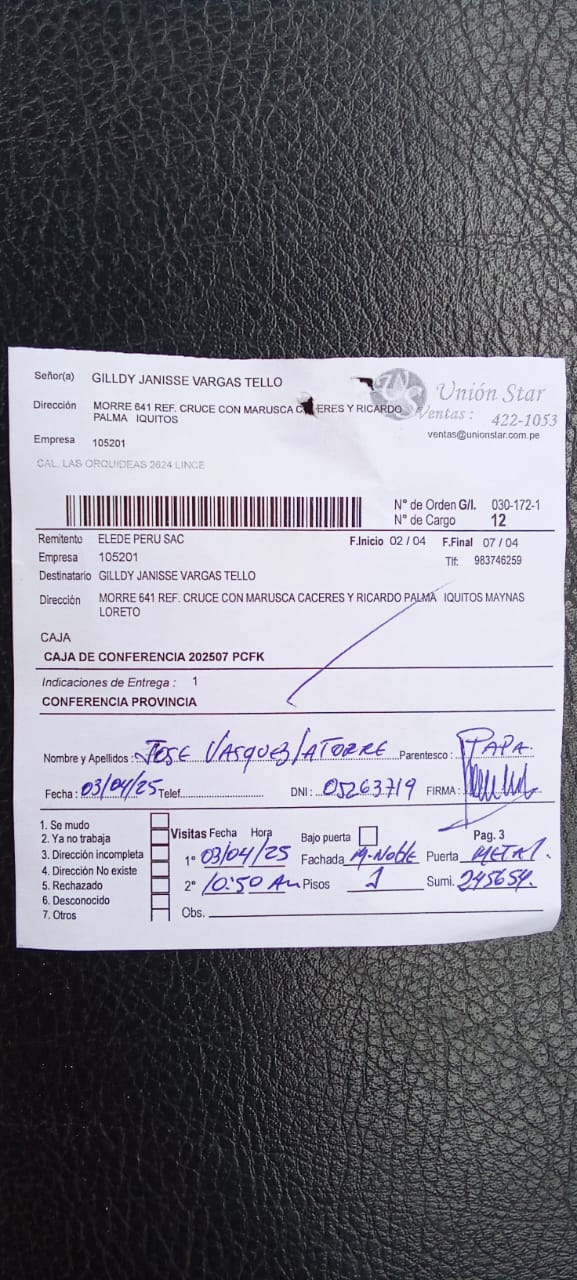 Señor(a) GILLDY JANISSE VARGAS TELLO
Unión Star
Dirección MORRE 641 REF. CRUCE CON MARUSCA C ERES Y RICARDO
PALMA IQUITOS
Ventas : 422-1053
ventas@unionstar.com.pe
Empresa 105201
CAL. LAS ORQUIDEAS 2624 LINCE
N° de Orden G/I. 030-172-1
N° de Cargo 12
Remitento ELEDE PERU SAC F.Inicio 02 / 04 F.Final 07 / 04
Empresa 105201 Tlf: 983746259
Destinatario GILLDY JANISSE VARGAS TELLO
Dirección MORRE 641 REF. CRUCE CON MARUSCA CACERES Y RICARDO PALMA IQUITOS MAYNAS
LORETO
CAJA
CAJA DE CONFERENCIA 202507 PCFK
Indicaciones de Entrega : 1
CONFERENCIA PROVINCIA
Nombre y Apellidos : JOSE VASQUEZ LATORRE Parentesco : PAPA.
Fecha : 03/04/25 Telef. DNI : 05263719 FIRMA :
1. Se mudo
2. Ya no trabaja
3. Dirección incompleta
4. Dirección No existe
5. Rechazado
6. Desconocido
7. Otros
Visitas Fecha Hora Bajo puerta Pag. 3
1° 03/04/25 Fachada M-Noble Puerta METAL.
2° 10:50 Am Pisos 1 Sumi. 245654.
Obs.